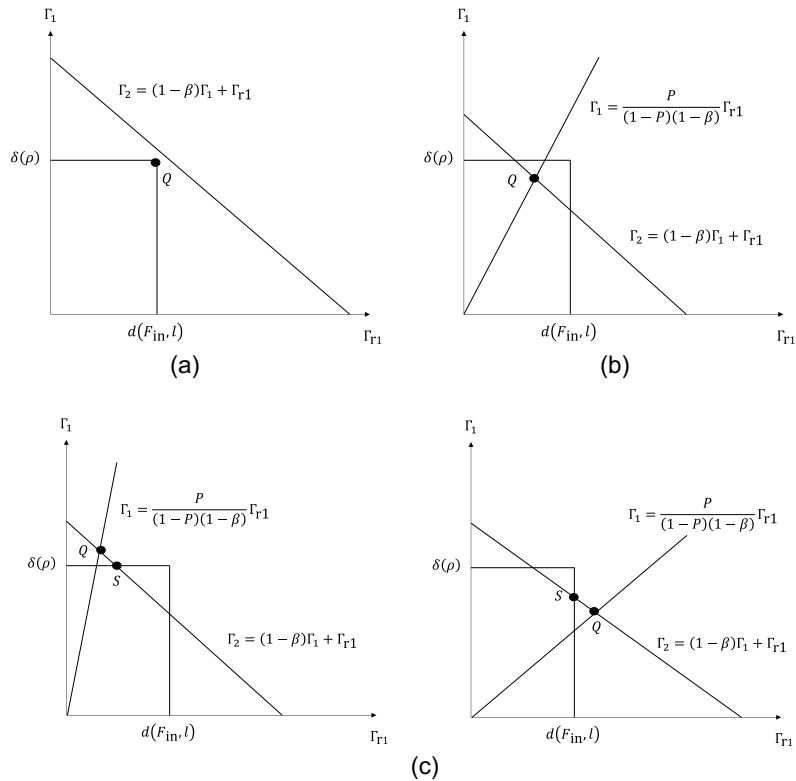 Γ₁
Γ₂ = (1−β)Γ₁ + Γr1
δ(ρ)
Q
d(Fin, l)
Γr1
(a)
Γ₁
Γ₁ = P/((1−P)(1−β)) Γr1
δ(ρ)
Q
Γ₂ = (1−β)Γ₁ + Γr1
d(Fin, l)
Γr1
(b)
Γ₁
Γ₁ = P/((1−P)(1−β)) Γr1
Q
δ(ρ)
S
Γ₂ = (1−β)Γ₁ + Γr1
d(Fin, l)
Γr1
Γ₁
Γ₁ = P/((1−P)(1−β)) Γr1
δ(ρ)
S
Q
Γ₂ = (1−β)Γ₁ + Γr1
d(Fin, l)
Γr1
(c)